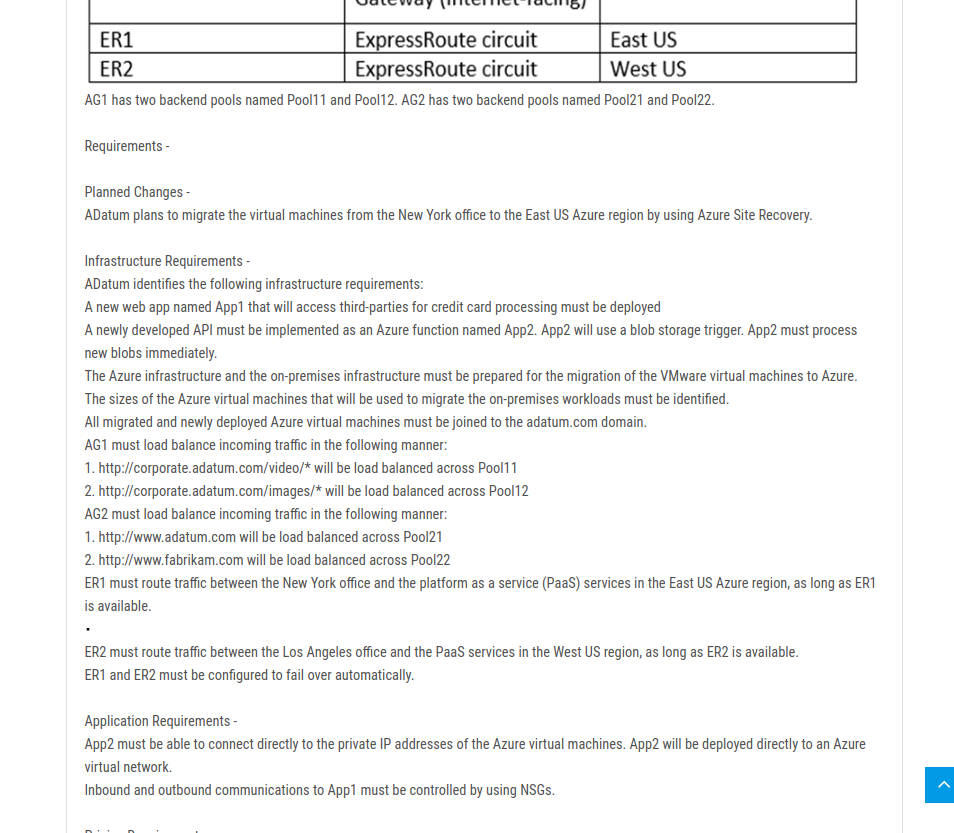 Gateway (internet-facing)
ER1 ExpressRoute circuit East US
ER2 ExpressRoute circuit West US
AG1 has two backend pools named Pool11 and Pool12. AG2 has two backend pools named Pool21 and Pool22.
Requirements -
Planned Changes -
ADatum plans to migrate the virtual machines from the New York office to the East US Azure region by using Azure Site Recovery.
Infrastructure Requirements -
ADatum identifies the following infrastructure requirements:
A new web app named App1 that will access third-parties for credit card processing must be deployed
A newly developed API must be implemented as an Azure function named App2. App2 will use a blob storage trigger. App2 must process
new blobs immediately.
The Azure infrastructure and the on-premises infrastructure must be prepared for the migration of the VMware virtual machines to Azure.
The sizes of the Azure virtual machines that will be used to migrate the on-premises workloads must be identified.
All migrated and newly deployed Azure virtual machines must be joined to the adatum.com domain.
AG1 must load balance incoming traffic in the following manner:
1. http://corporate.adatum.com/video/* will be load balanced across Pool11
2. http://corporate.adatum.com/images/* will be load balanced across Pool12
AG2 must load balance incoming traffic in the following manner:
1. http://www.adatum.com will be load balanced across Pool21
2. http://www.fabrikam.com will be load balanced across Pool22
ER1 must route traffic between the New York office and the platform as a service (PaaS) services in the East US Azure region, as long as ER1
is available.
▪
ER2 must route traffic between the Los Angeles office and the PaaS services in the West US region, as long as ER2 is available.
ER1 and ER2 must be configured to fail over automatically.
Application Requirements -
App2 must be able to connect directly to the private IP addresses of the Azure virtual machines. App2 will be deployed directly to an Azure
virtual network.
Inbound and outbound communications to App1 must be controlled by using NSGs.